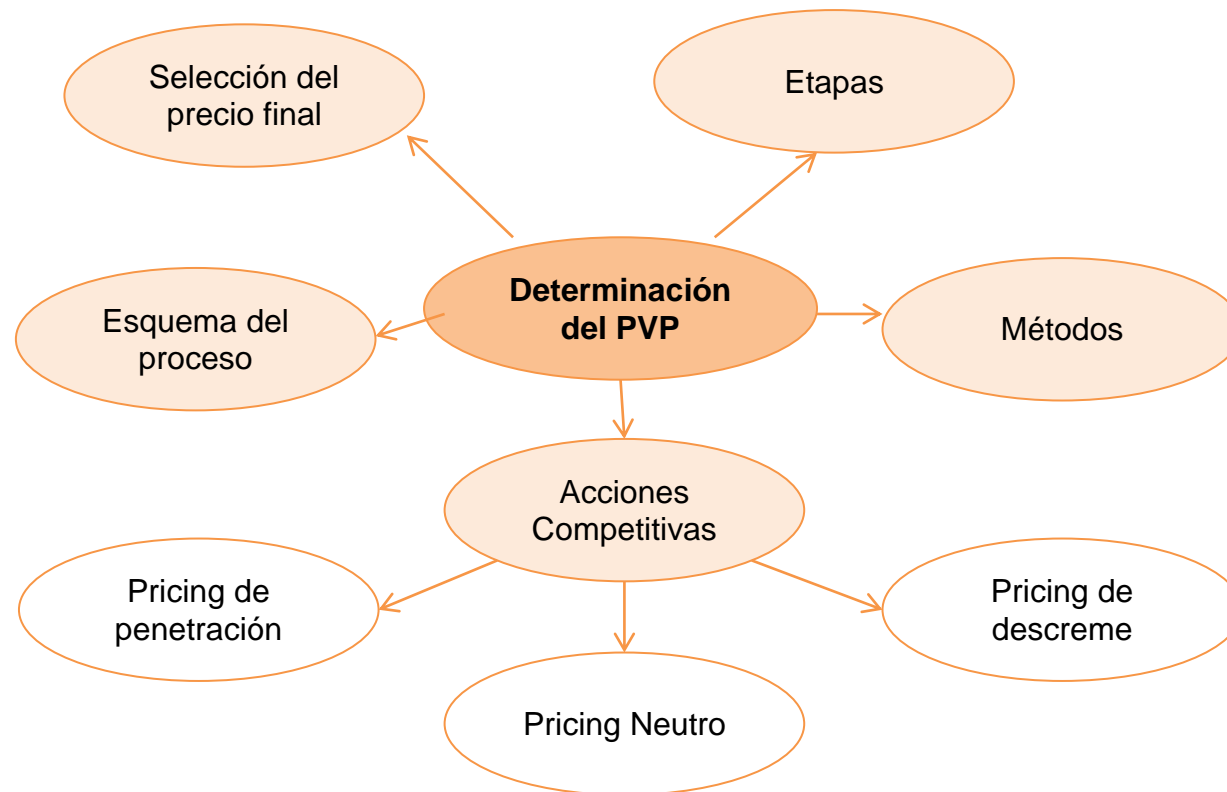 Selección del
precio final
Etapas
Determinación
del PVP
Esquema del
proceso
Métodos
Acciones
Competitivas
Pricing de
penetración
Pricing de
descreme
Pricing Neutro